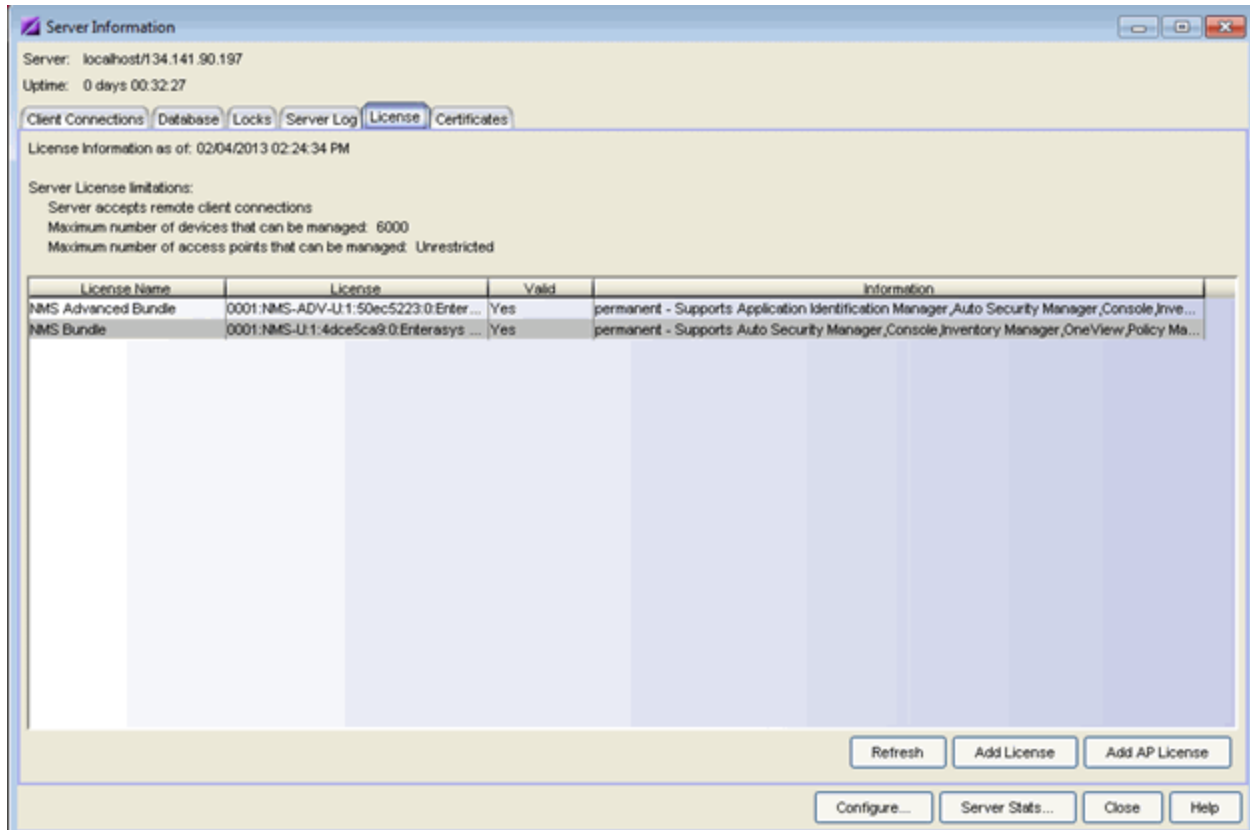 Server Information
Server: localhost/134.141.90.197
Uptime: 0 days 00:32:27
Client Connections Database Locks Server Log License Certificates
License Information as of: 02/04/2013 02:24:34 PM
Server License limitations:
Server accepts remote client connections
Maximum number of devices that can be managed: 6000
Maximum number of access points that can be managed: Unrestricted
License Name License Valid Information
NMS Advanced Bundle 0001:NMS-ADV-U:1:50ec5223:0:Enter... Yes permanent - Supports Application Identification Manager,Auto Security Manager,Console,Inve...
NMS Bundle 0001:NMS-U:1:4dce5ca9:0:Enterasys ... Yes permanent - Supports Auto Security Manager,Console,Inventory Manager,OneView,Policy Ma...
Refresh Add License Add AP License
Configure... Server Stats... Close Help